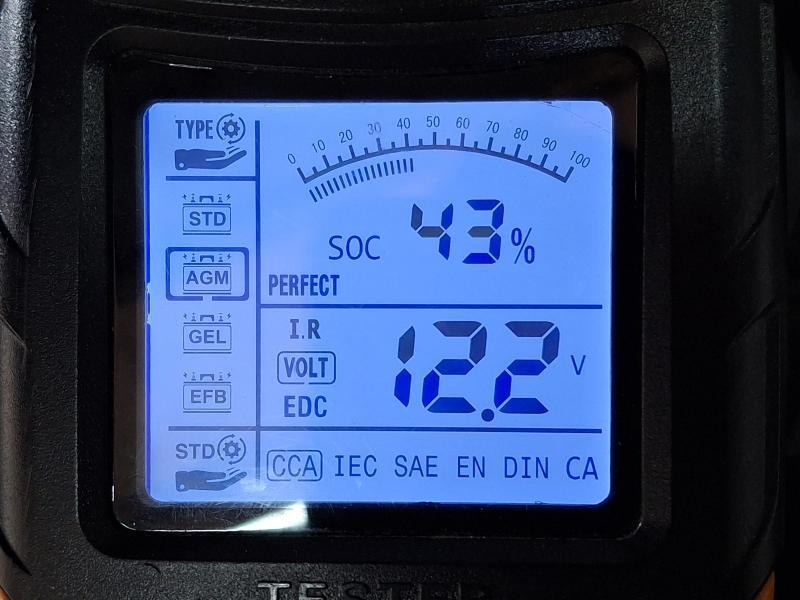 TYPE
0 10 20 30 40 50 60 70 80 90 100
STD
SOC 43%
AGM
PERFECT
I.R
GEL
VOLT 12.2 V
EFB
EDC
STD
CCA IEC SAE EN DIN CA
TESTER